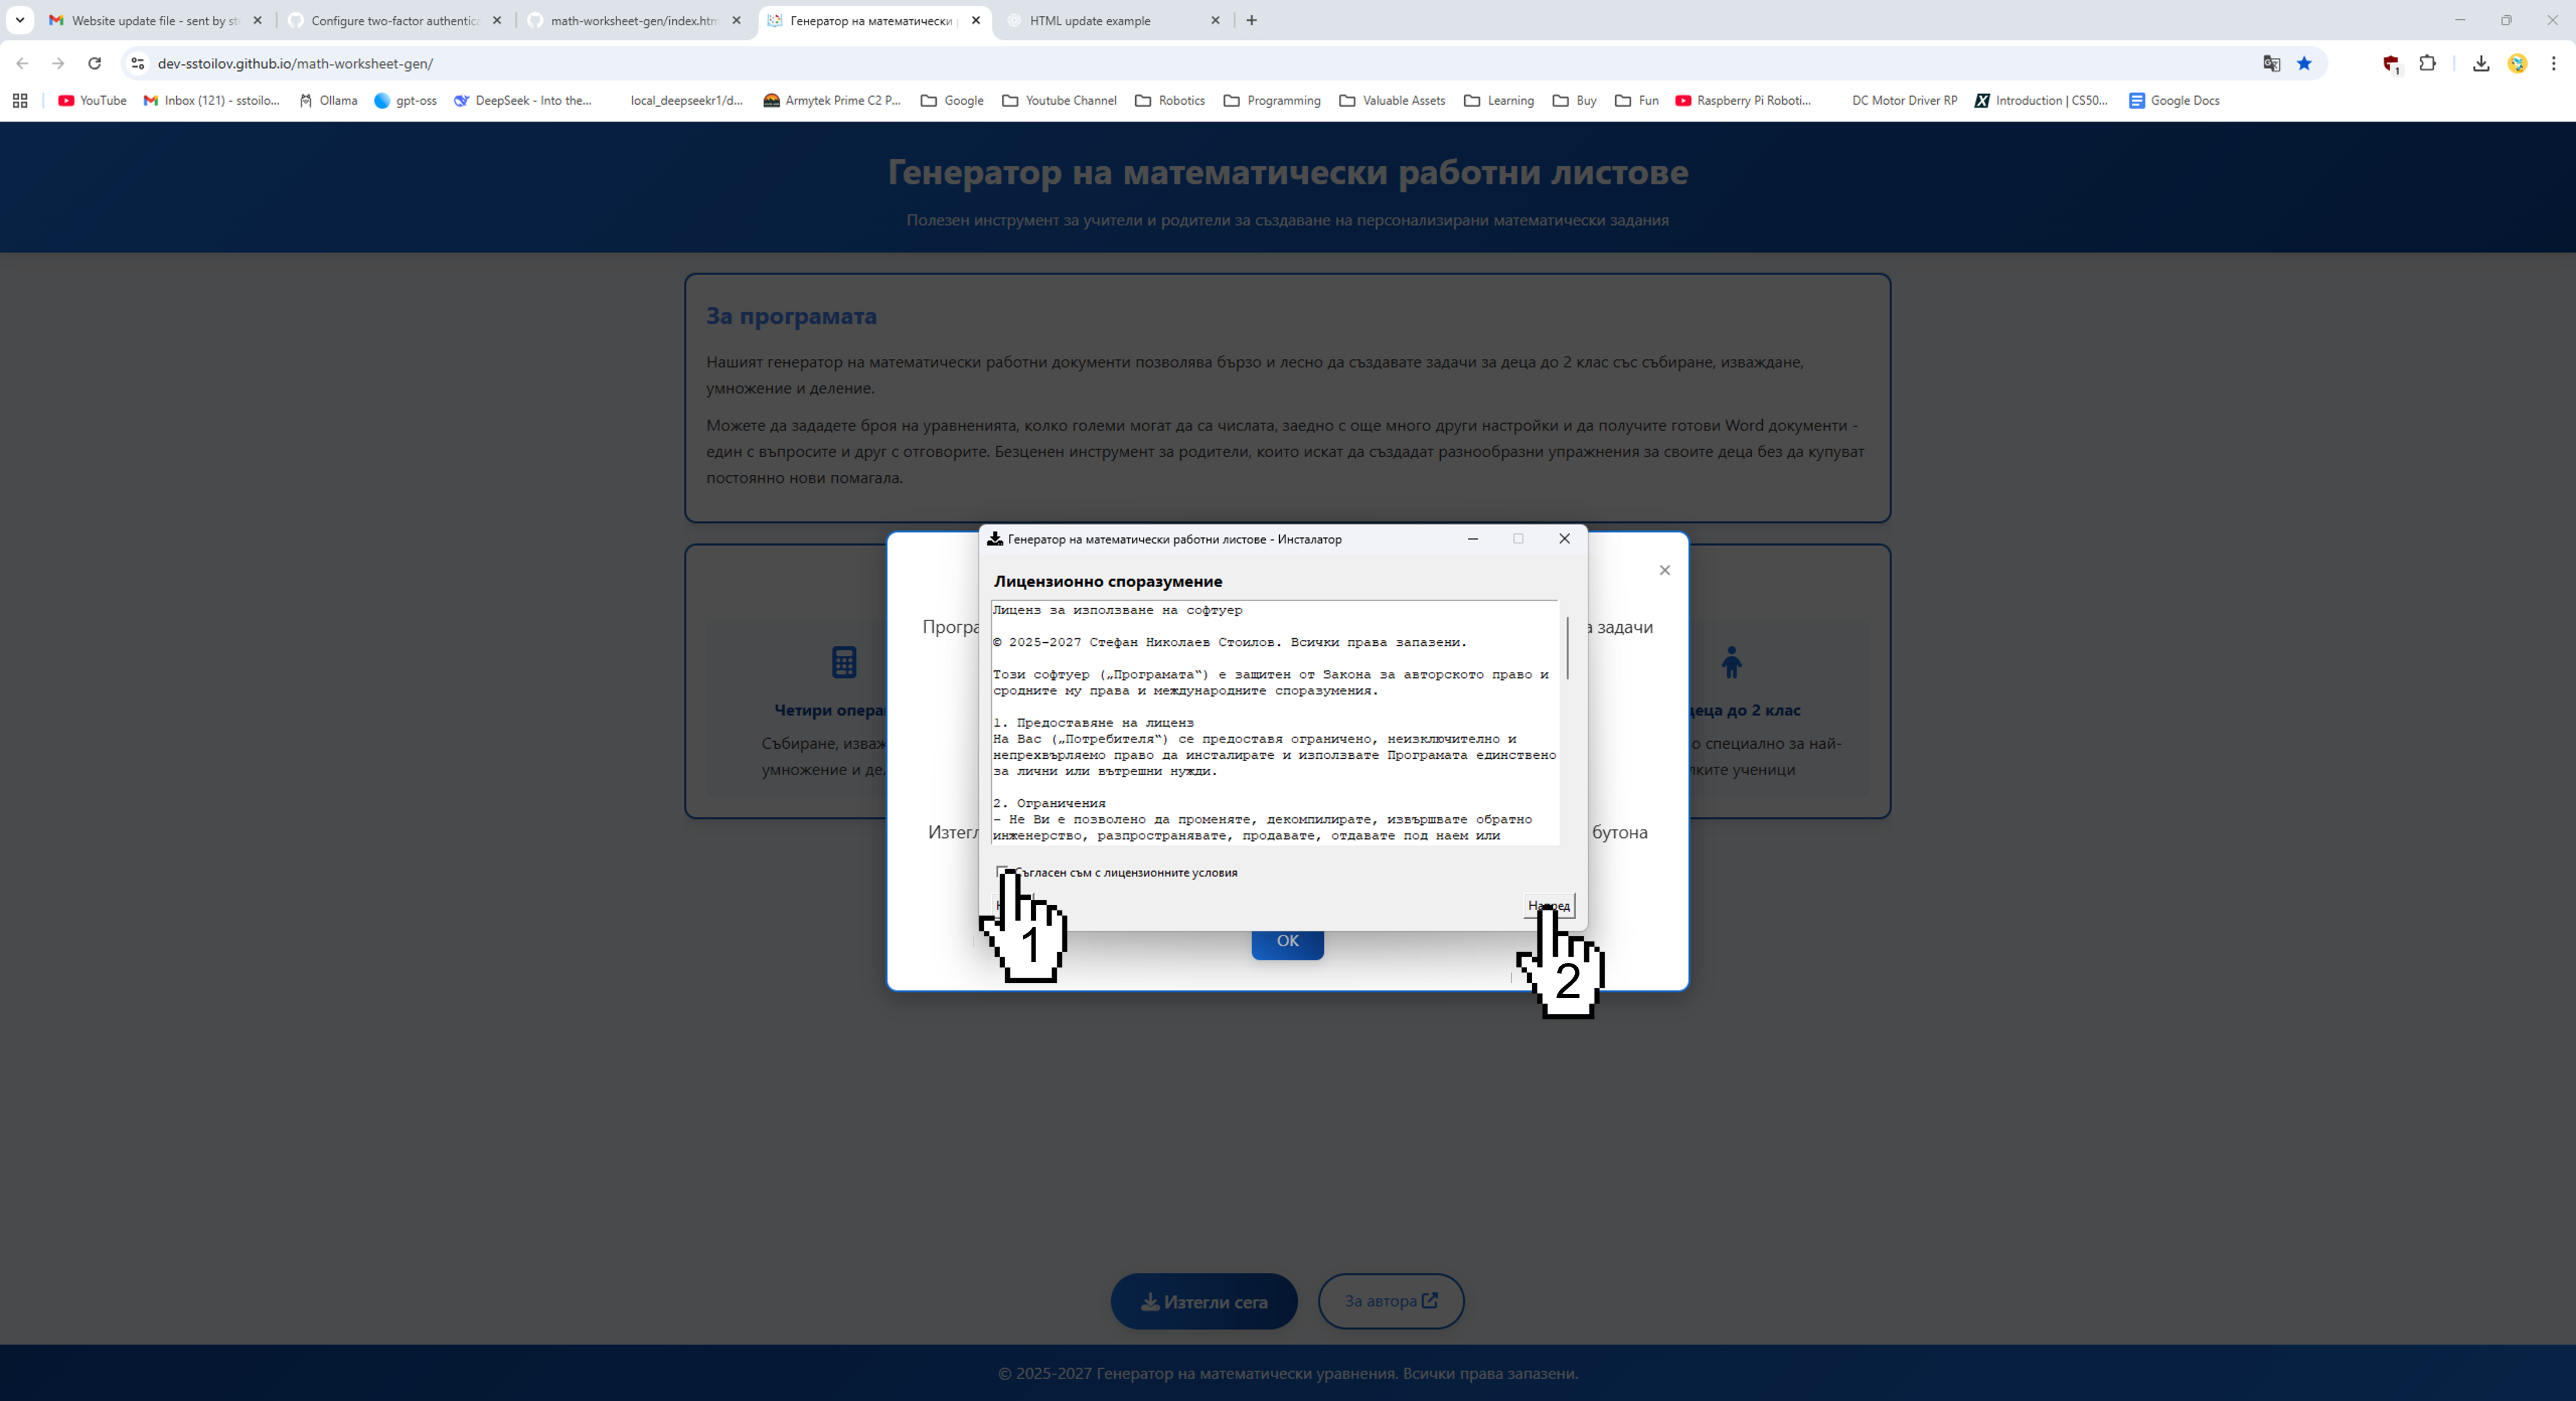 Website update file - sent by st
Configure two-factor authentica
math-worksheet-gen/index.htm
Генератор на математически
HTML update example
dev-sstoilov.github.io/math-worksheet-gen/
1
YouTube
Inbox (121) - sstoilo...
Ollama
gpt-oss
DeepSeek - Into the...
local_deepseekr1/d...
Armytek Prime C2 P...
Google
Youtube Channel
Robotics
Programming
Valuable Assets
Learning
Buy
Fun
Raspberry Pi Roboti...
DC Motor Driver RP
Introduction | CS50...
Google Docs
Генератор на математически работни листове
Полезен инструмент за учители и родители за създаване на персонализирани математически задания
За програмата
Нашият генератор на математически работни документи позволява бързо и лесно да създавате задачи за деца до 2 клас със събиране, изваждане,
умножение и деление.
Можете да зададете броя на уравненията, колко големи могат да са числата, заедно с още много други настройки и да получите готови Word документи -
един с въпросите и друг с отговорите. Безценен инструмент за родители, които искат да създадат разнообразни упражнения за своите деца без да купуват
постоянно нови помагала.
Генератор на математически работни листове - Инсталатор
Лицензионно споразумение
Лиценз за използване на софтуер
© 2025-2027 Стефан Николаев Стоилов. Всички права запазени.
Този софтуер („Програмата“) е защитен от Закона за авторското право и
сродните му права и международните споразумения.
1. Предоставяне на лиценз
На Вас („Потребителя“) се предоставя ограничено, неизключително и
непрехвърляемо право да инсталирате и използвате Програмата единствено
за лични или вътрешни нужди.
2. Ограничения
- Не Ви е позволено да променяте, декомпилирате, извършвате обратно
инженерство, разпространявате, продавате, отдавате под наем или
Съгласен съм с лицензионните условия
Напред
1
2
OK
Програ
а задачи
Изтегл
бутона
Четири опера
Събиране, изваж
умножение и де
деца до 2 клас
о специално за най-
лките ученици
Изтегли сега
За автора
© 2025-2027 Генератор на математически уравнения. Всички права запазени.